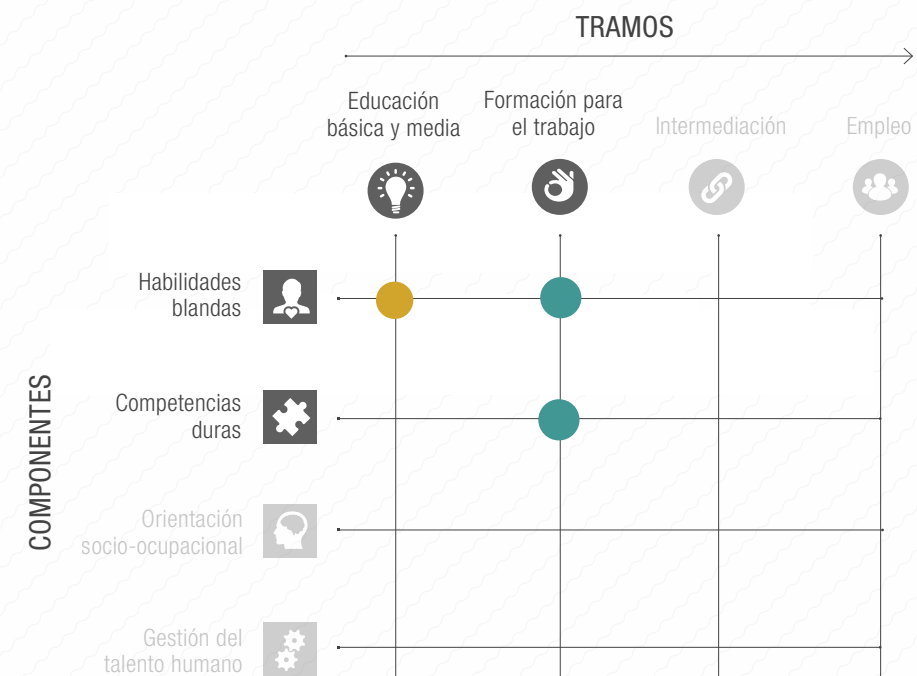 TRAMOS
Educación
básica y media
Formación para
el trabajo
Intermediación
Empleo
COMPONENTES
Habilidades
blandas
Competencias
duras
Orientación
socio-ocupacional
Gestión del
talento humano